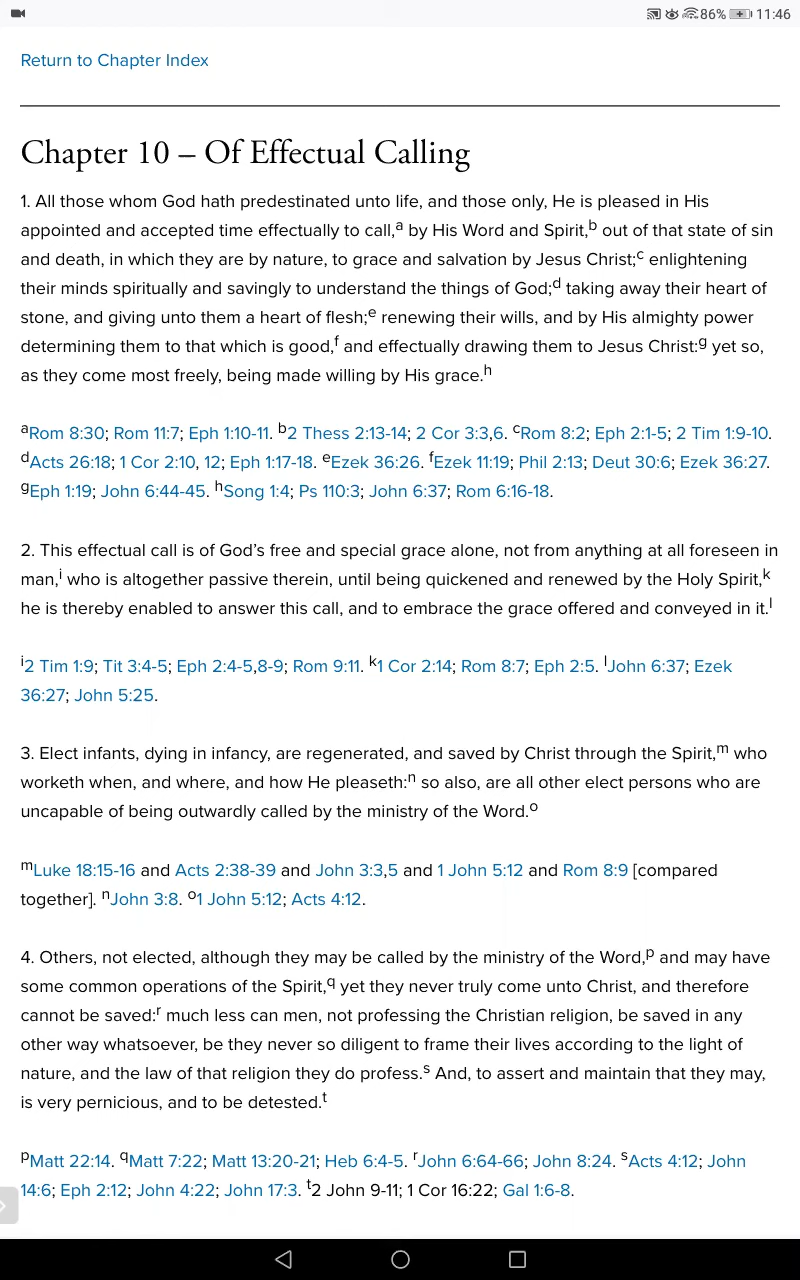 86% 11:46
Return to Chapter Index
Chapter 10 – Of Effectual Calling
1. All those whom God hath predestinated unto life, and those only, He is pleased in His
appointed and accepted time effectually to call,a by His Word and Spirit,b out of that state of sin
and death, in which they are by nature, to grace and salvation by Jesus Christ;c enlightening
their minds spiritually and savingly to understand the things of God;d taking away their heart of
stone, and giving unto them a heart of flesh;e renewing their wills, and by His almighty power
determining them to that which is good,f and effectually drawing them to Jesus Christ:g yet so,
as they come most freely, being made willing by His grace.h
aRom 8:30; Rom 11:7; Eph 1:10-11. b2 Thess 2:13-14; 2 Cor 3:3,6. cRom 8:2; Eph 2:1-5; 2 Tim 1:9-10.
dActs 26:18; 1 Cor 2:10, 12; Eph 1:17-18. eEzek 36:26. fEzek 11:19; Phil 2:13; Deut 30:6; Ezek 36:27.
gEph 1:19; John 6:44-45. hSong 1:4; Ps 110:3; John 6:37; Rom 6:16-18.
2. This effectual call is of God’s free and special grace alone, not from anything at all foreseen in
man,i who is altogether passive therein, until being quickened and renewed by the Holy Spirit,k
he is thereby enabled to answer this call, and to embrace the grace offered and conveyed in it.l
i2 Tim 1:9; Tit 3:4-5; Eph 2:4-5,8-9; Rom 9:11. k1 Cor 2:14; Rom 8:7; Eph 2:5. lJohn 6:37; Ezek
36:27; John 5:25.
3. Elect infants, dying in infancy, are regenerated, and saved by Christ through the Spirit,m who
worketh when, and where, and how He pleaseth:n so also, are all other elect persons who are
uncapable of being outwardly called by the ministry of the Word.o
mLuke 18:15-16 and Acts 2:38-39 and John 3:3,5 and 1 John 5:12 and Rom 8:9 [compared
together]. nJohn 3:8. o1 John 5:12; Acts 4:12.
4. Others, not elected, although they may be called by the ministry of the Word,p and may have
some common operations of the Spirit,q yet they never truly come unto Christ, and therefore
cannot be saved:r much less can men, not professing the Christian religion, be saved in any
other way whatsoever, be they never so diligent to frame their lives according to the light of
nature, and the law of that religion they do profess.s And, to assert and maintain that they may,
is very pernicious, and to be detested.t
pMatt 22:14. qMatt 7:22; Matt 13:20-21; Heb 6:4-5. rJohn 6:64-66; John 8:24. sActs 4:12; John
14:6; Eph 2:12; John 4:22; John 17:3. t2 John 9-11; 1 Cor 16:22; Gal 1:6-8.